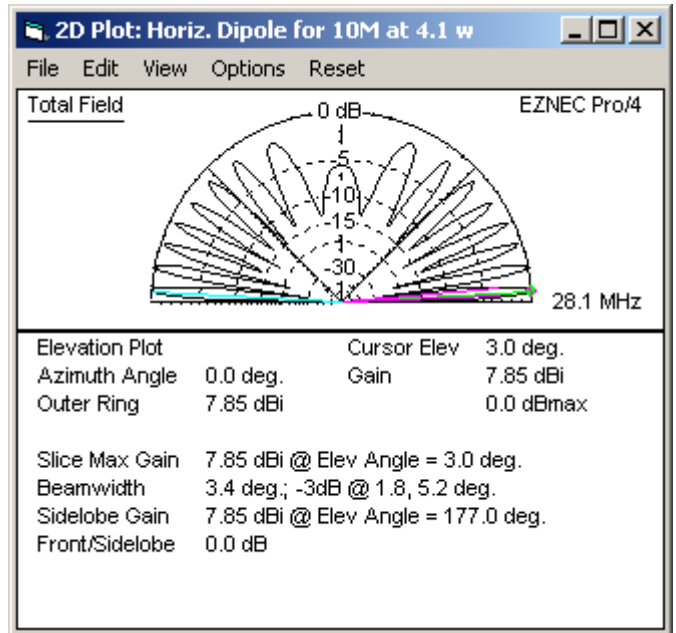 2D Plot: Horiz. Dipole for 10M at 4.1 w
File Edit View Options Reset
Total Field
EZNEC Pro/4
0 dB
-5
-10
-15
-30
28.1 MHz
Elevation Plot Cursor Elev 3.0 deg.
Azimuth Angle 0.0 deg. Gain 7.85 dBi
Outer Ring 7.85 dBi 0.0 dBmax
Slice Max Gain 7.85 dBi @ Elev Angle = 3.0 deg.
Beamwidth 3.4 deg.; -3dB @ 1.8, 5.2 deg.
Sidelobe Gain 7.85 dBi @ Elev Angle = 177.0 deg.
Front/Sidelobe 0.0 dB